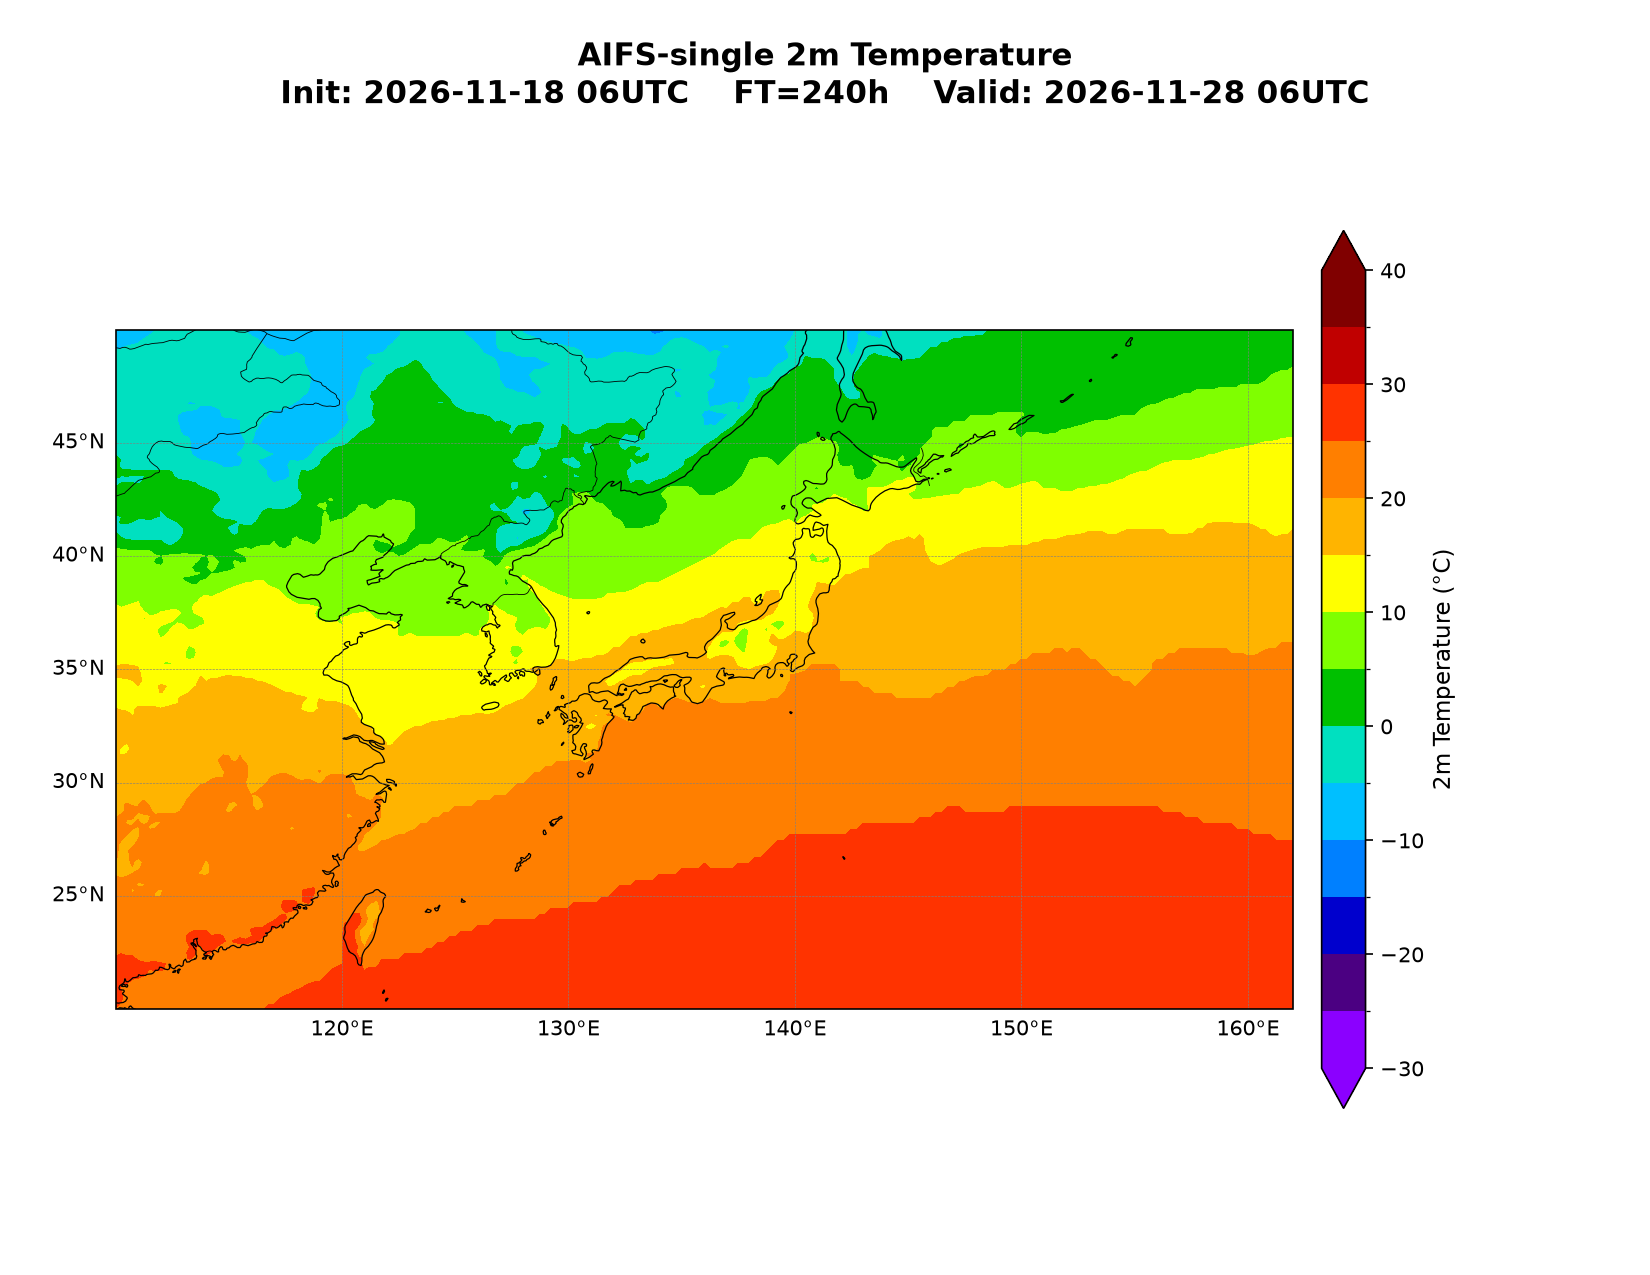 AIFS-single 2m Temperature
Init: 2026-11-18 06UTC    FT=240h    Valid: 2026-11-28 06UTC
45°N
40°N
35°N
30°N
25°N
120°E
130°E
140°E
150°E
160°E
40
30
20
10
0
−10
−20
−30
2m Temperature (°C)